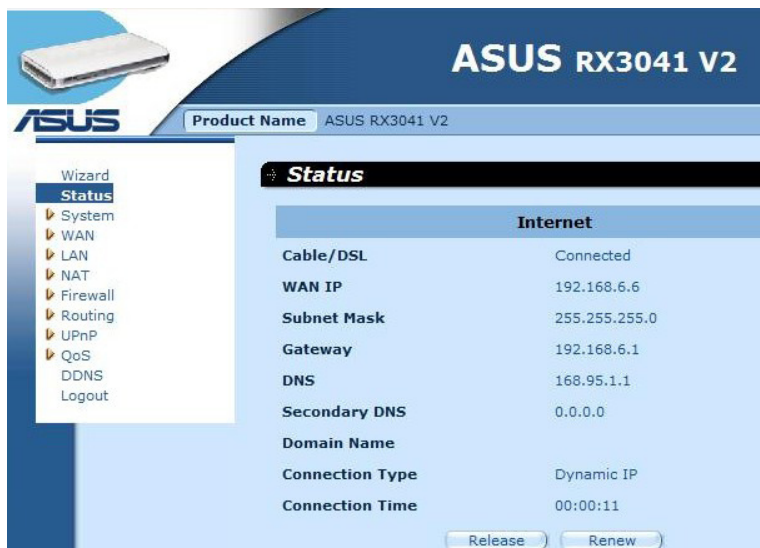 ASUS RX3041 V2
ASUS
Product Name ASUS RX3041 V2
Wizard
Status
System
WAN
LAN
NAT
Firewall
Routing
UPnP
QoS
DDNS
Logout
Status
Internet
Cable/DSL Connected
WAN IP 192.168.6.6
Subnet Mask 255.255.255.0
Gateway 192.168.6.1
DNS 168.95.1.1
Secondary DNS 0.0.0.0
Domain Name
Connection Type Dynamic IP
Connection Time 00:00:11
Release Renew